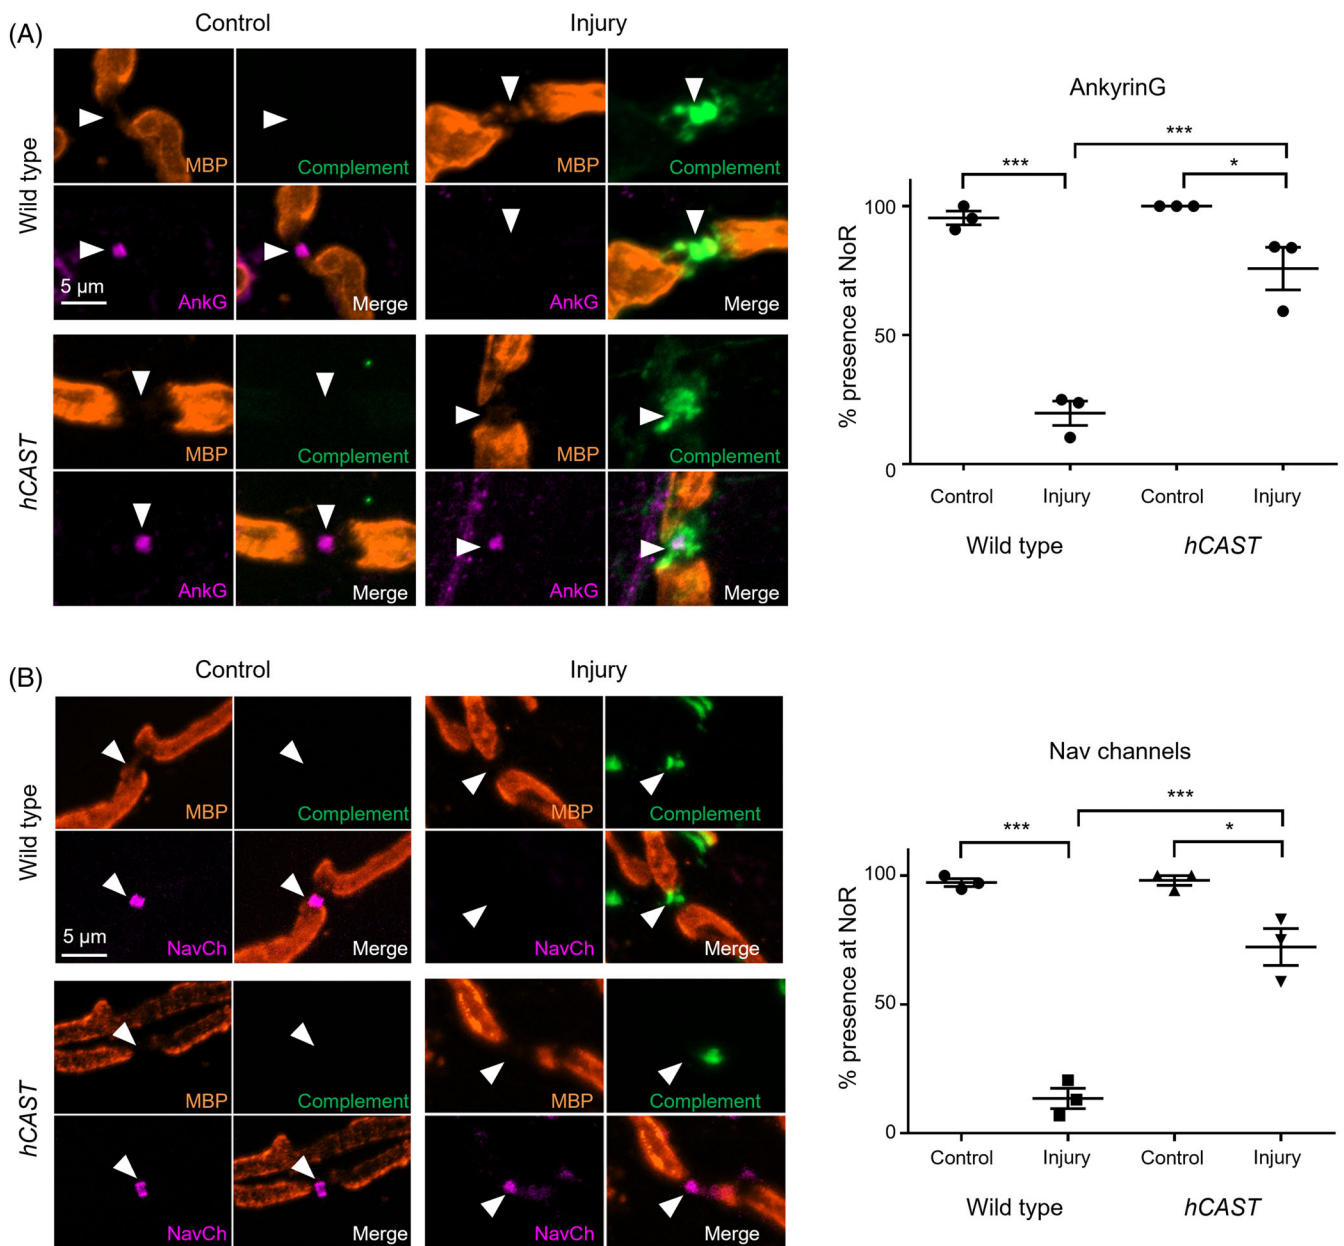 (A)
Control
Injury
Wild type
MBP
Complement
MBP
Complement
5 µm
AnkG
Merge
AnkG
Merge
hCAST
MBP
Complement
MBP
Complement
AnkG
Merge
AnkG
Merge
AnkyrinG
***
***
*
% presence at NoR
100
50
0
Control
Injury
Control
Injury
Wild type
hCAST
(B)
Control
Injury
Wild type
MBP
Complement
MBP
Complement
5 µm
NavCh
Merge
NavCh
Merge
hCAST
MBP
Complement
MBP
Complement
NavCh
Merge
NavCh
Merge
Nav channels
***
***
*
% presence at NoR
100
50
0
Control
Injury
Control
Injury
Wild type
hCAST